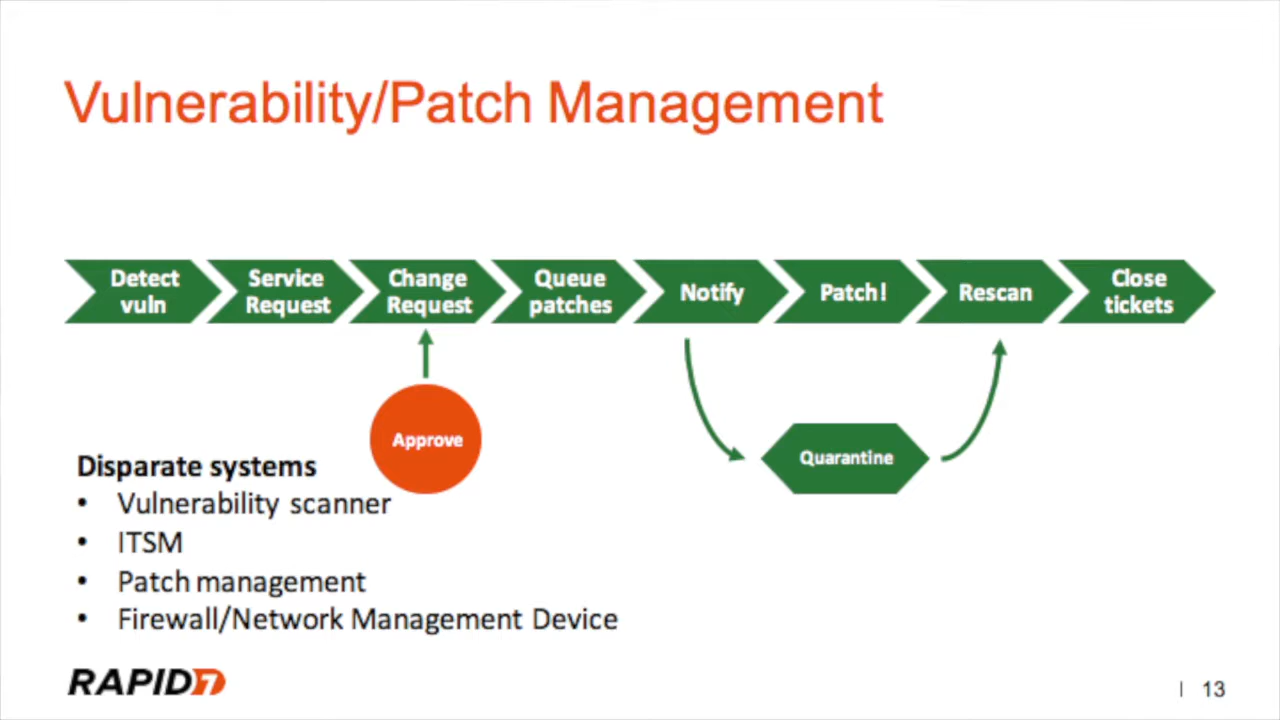 Vulnerability/Patch Management
Detect
vuln
Service
Request
Change
Request
Queue
patches
Notify
Patch!
Rescan
Close
tickets
Approve
Quarantine
Disparate systems
• Vulnerability scanner
• ITSM
• Patch management
• Firewall/Network Management Device
RAPID7
| 13